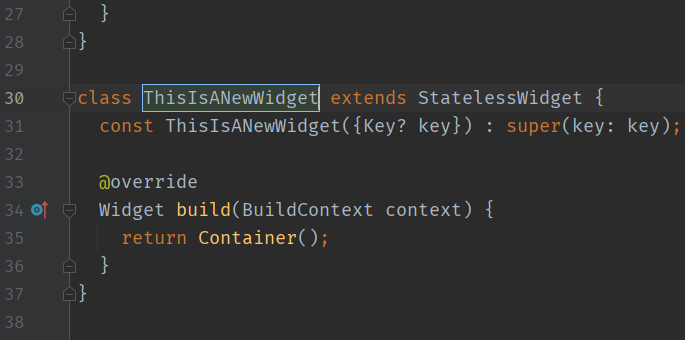 27 }
28 }
29
30 class ThisIsANewWidget extends StatelessWidget {
31 const ThisIsANewWidget({Key? key}) : super(key: key);
32
33 @override
34 Widget build(BuildContext context) {
35 return Container();
36 }
37 }
38